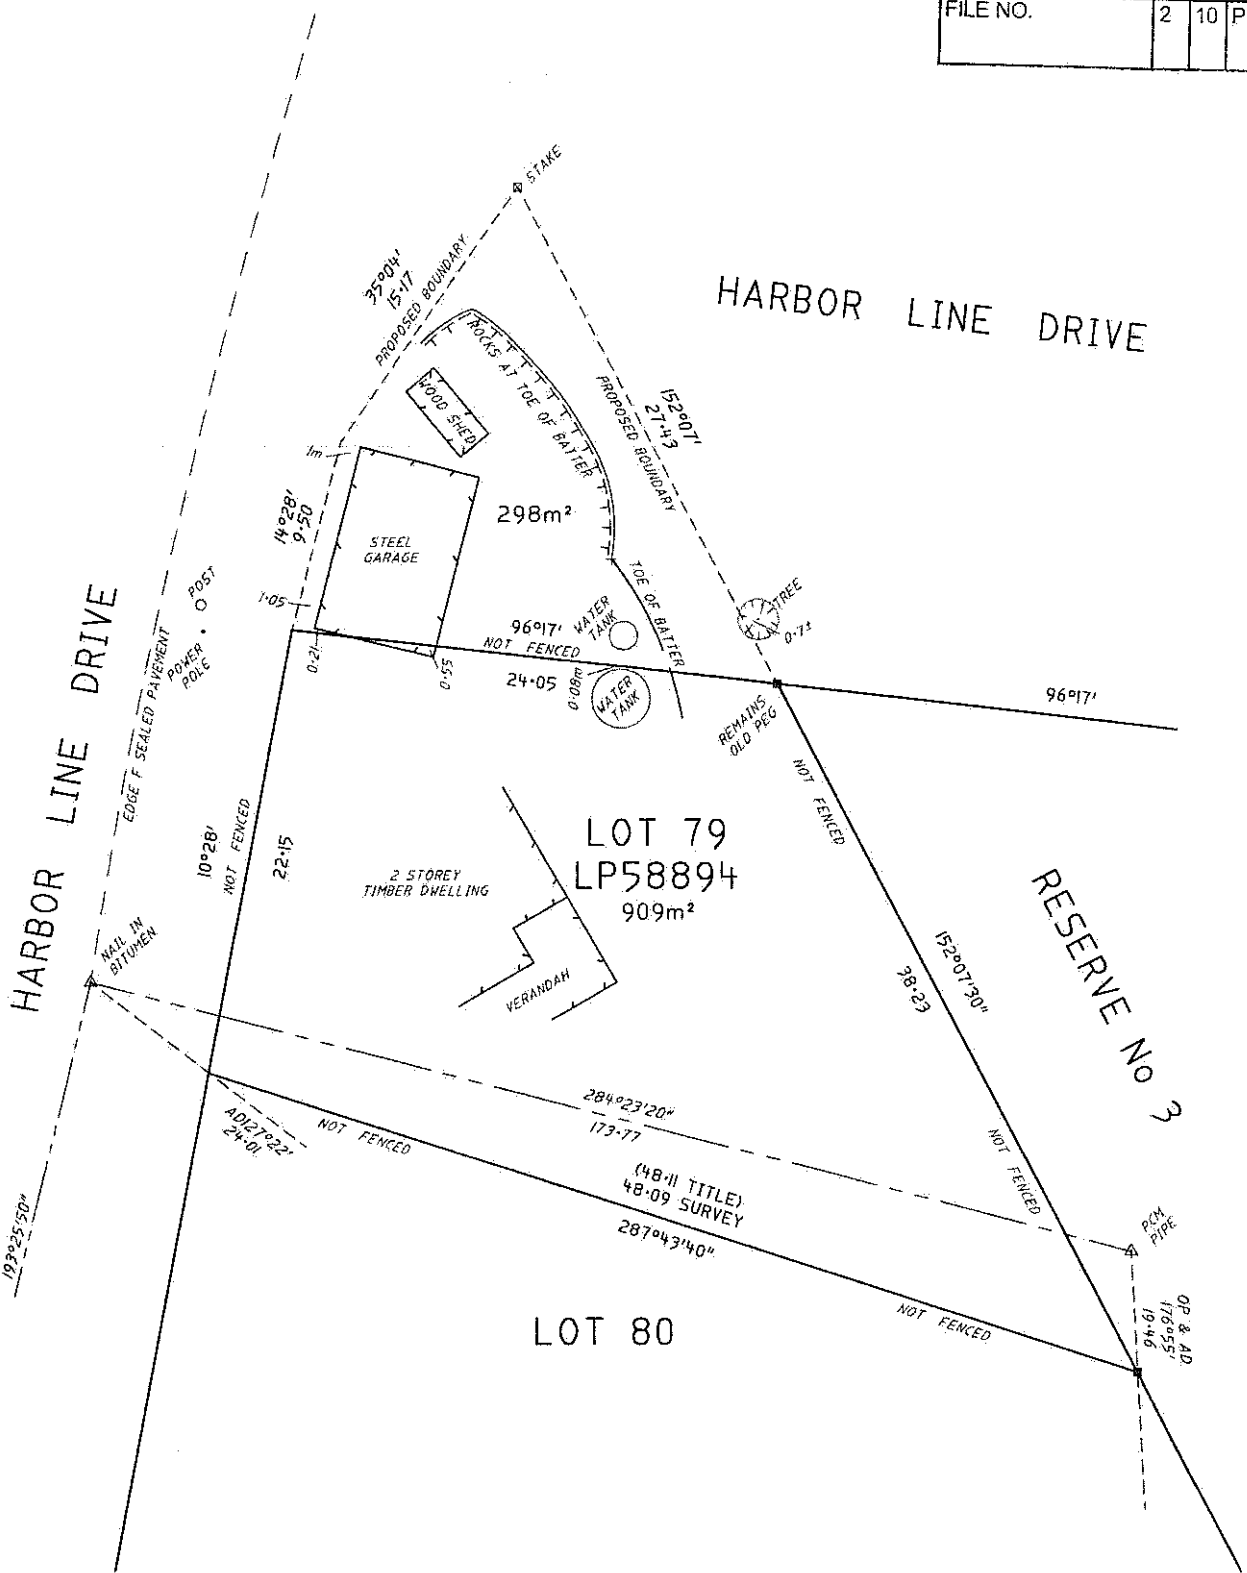 FILE NO.
2
10
P
STAKE
35°04'
15·17
PROPOSED BOUNDARY
HARBOR LINE DRIVE
ROCKS AT TOE OF BATTER
WOOD SHED
152°07'
27·43
PROPOSED BOUNDARY
1m
14°28'
9·50
298m²
STEEL
GARAGE
1·05
POST
POWER
POLE
TOE OF BATTER
WATER
TANK
TREE
0·7±
96°17'
NOT FENCED
24·05
0·21
0·55
0·08m
WATER
TANK
96°17'
REMAINS
OLD PEG
HARBOR LINE DRIVE
EDGE F SEALED PAVEMENT
10°28'
NOT FENCED
22·15
NOT FENCED
LOT 79
LP58894
909m²
2 STOREY
TIMBER DWELLING
VERANDAH
RESERVE No 3
152°07'30"
38·23
NAIL IN
BITUMEN
284°23'20"
173·77
AD127°22'
24·01
NOT FENCED
NOT FENCED
(48·11 TITLE)
48·09 SURVEY
287°43'40"
193°25'50"
PCM
PIPE
OP & AD
176°55'
19·46
NOT FENCED
LOT 80